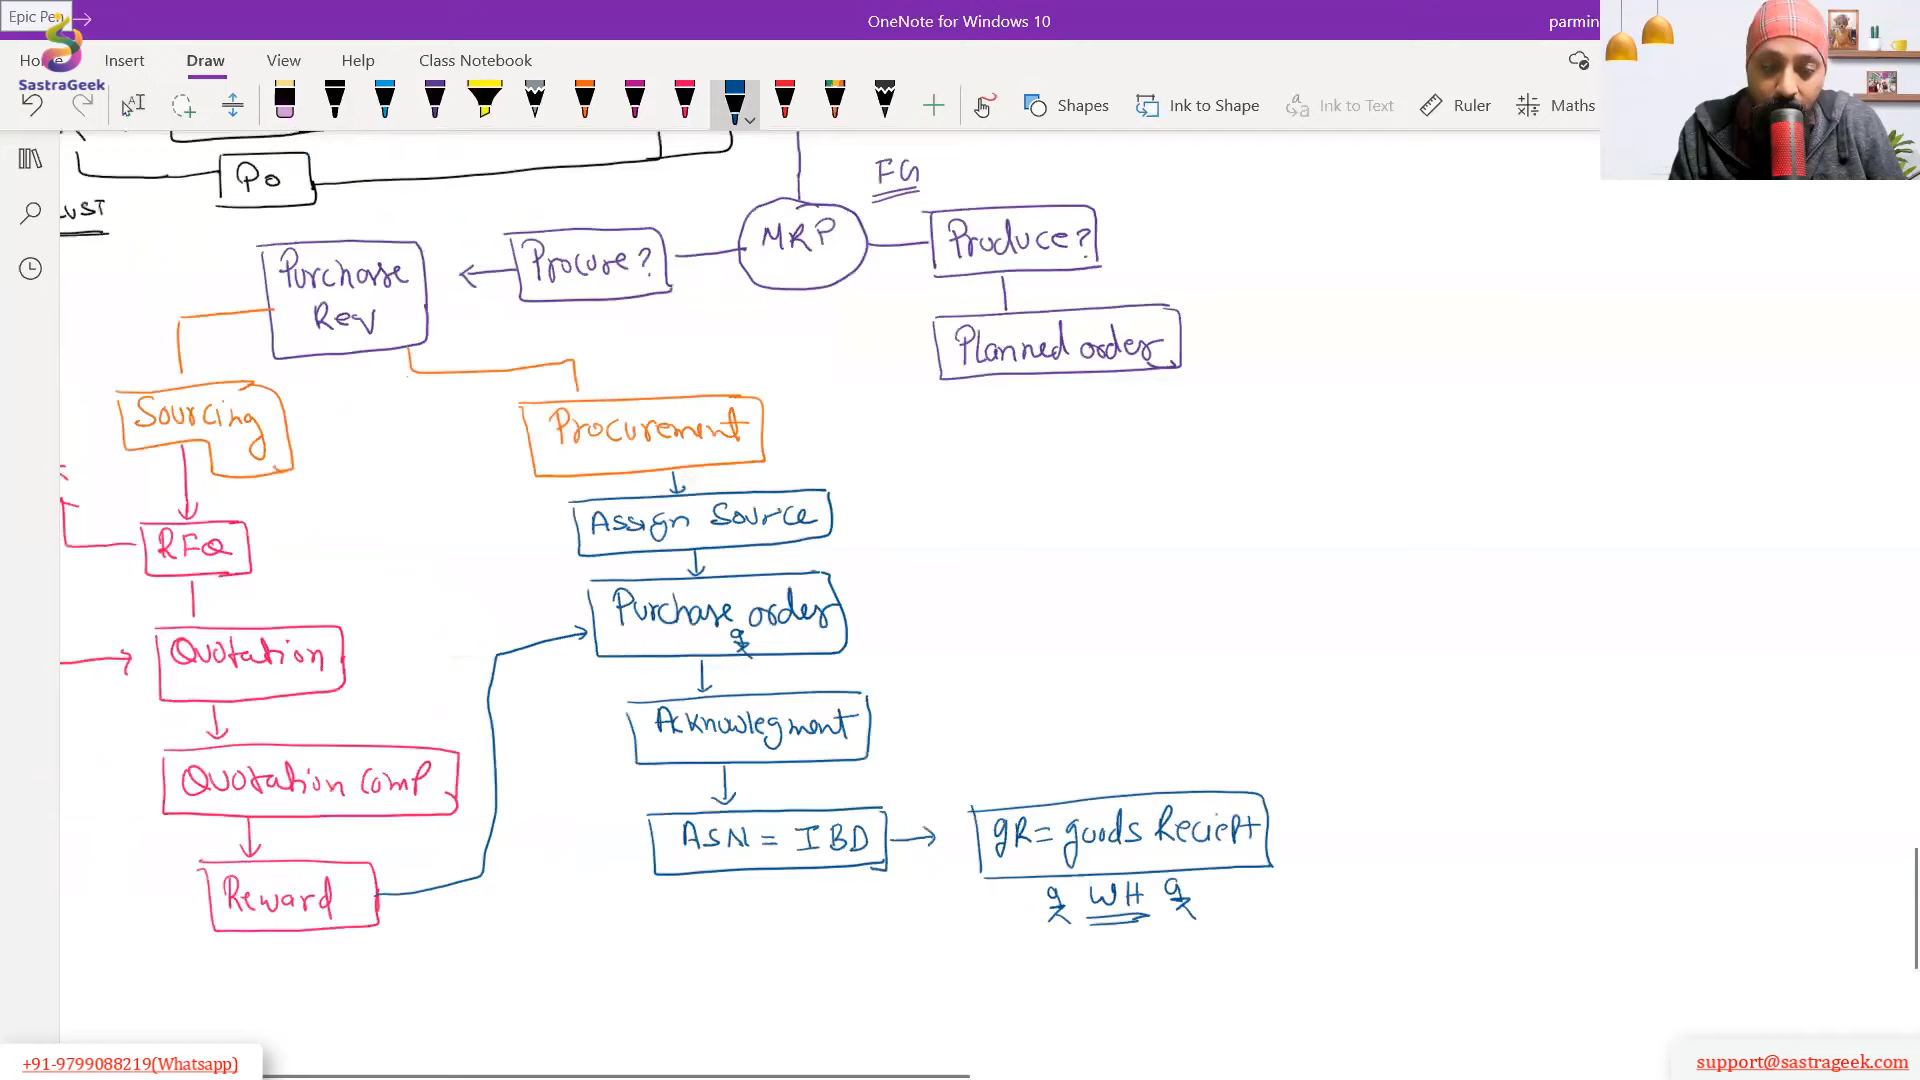 Epic Pen
OneNote for Windows 10
parmin
SastraGeek
Home Insert Draw View Help Class Notebook
Shapes Ink to Shape Ink to Text Ruler Maths
PO
UST
FG
MRP
Procure?
Produce?
Purchase
Req
Planned order
Sourcing
Procurement
RFQ
Assign Source
Quotation
Purchase order
Quotation Comp
Acknowlegment
Reward
ASN = IBD
GR = goods Reciept
WH
+91-9799088219(Whatsapp)
support@sastrageek.com